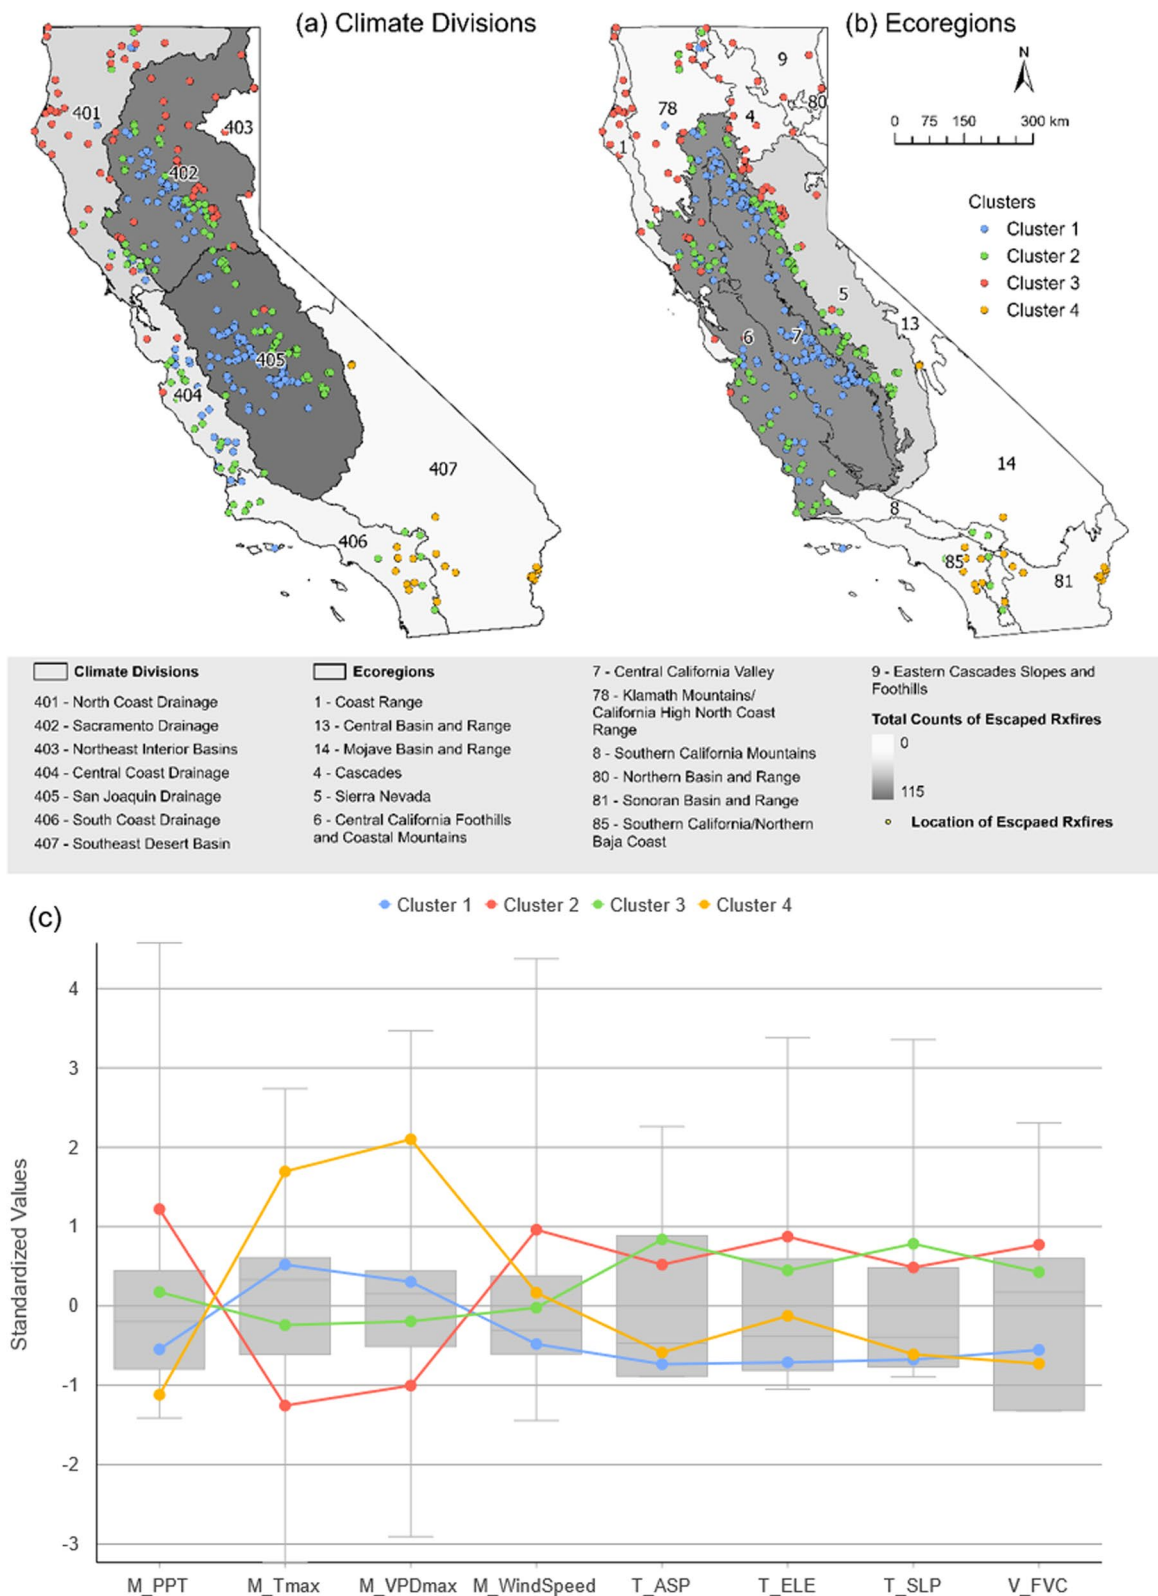 (a) Climate Divisions
(b) Ecoregions
401
402
403
404
405
406
407
9
78
80
4
1
5
13
6
7
14
8
85
81
N
0 75 150 300 km
Clusters
Cluster 1
Cluster 2
Cluster 3
Cluster 4
Climate Divisions
401 - North Coast Drainage
402 - Sacramento Drainage
403 - Northeast Interior Basins
404 - Central Coast Drainage
405 - San Joaquin Drainage
406 - South Coast Drainage
407 - Southeast Desert Basin
Ecoregions
1 - Coast Range
13 - Central Basin and Range
14 - Mojave Basin and Range
4 - Cascades
5 - Sierra Nevada
6 - Central California Foothills
and Coastal Mountains
7 - Central California Valley
78 - Klamath Mountains/
California High North Coast
Range
8 - Southern California Mountains
80 - Northern Basin and Range
81 - Sonoran Basin and Range
85 - Southern California/Northern
Baja Coast
9 - Eastern Cascades Slopes and
Foothills
Total Counts of Escaped Rxfires
0
115
Location of Escpaed Rxfires
(c)
Cluster 1 Cluster 2 Cluster 3 Cluster 4
Standardized Values
4
3
2
1
0
-1
-2
-3
M_PPT M_Tmax M_VPDmax M_WindSpeed T_ASP T_ELE T_SLP V_FVC